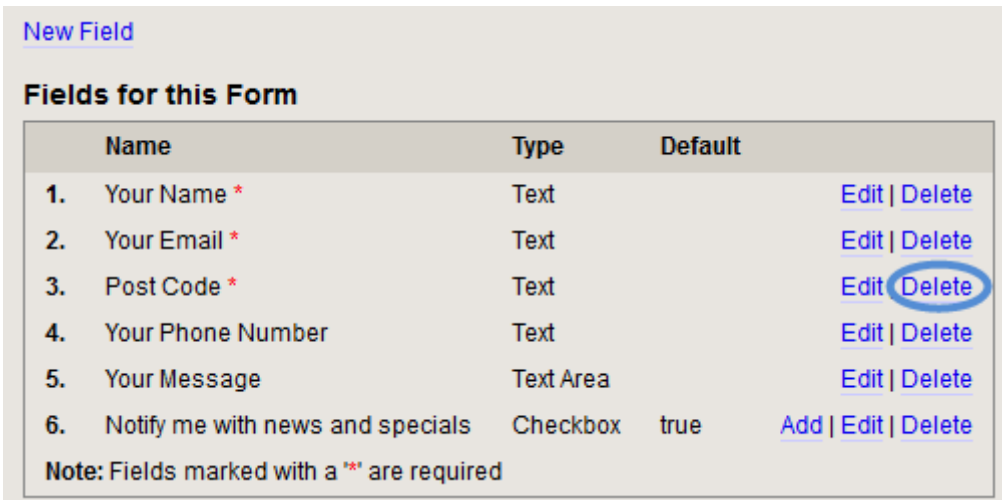 New Field
Fields for this Form
Name Type Default
1. Your Name * Text Edit | Delete
2. Your Email * Text Edit | Delete
3. Post Code * Text Edit Delete
4. Your Phone Number Text Edit | Delete
5. Your Message Text Area Edit | Delete
6. Notify me with news and specials Checkbox true Add | Edit | Delete
Note: Fields marked with a '*' are required